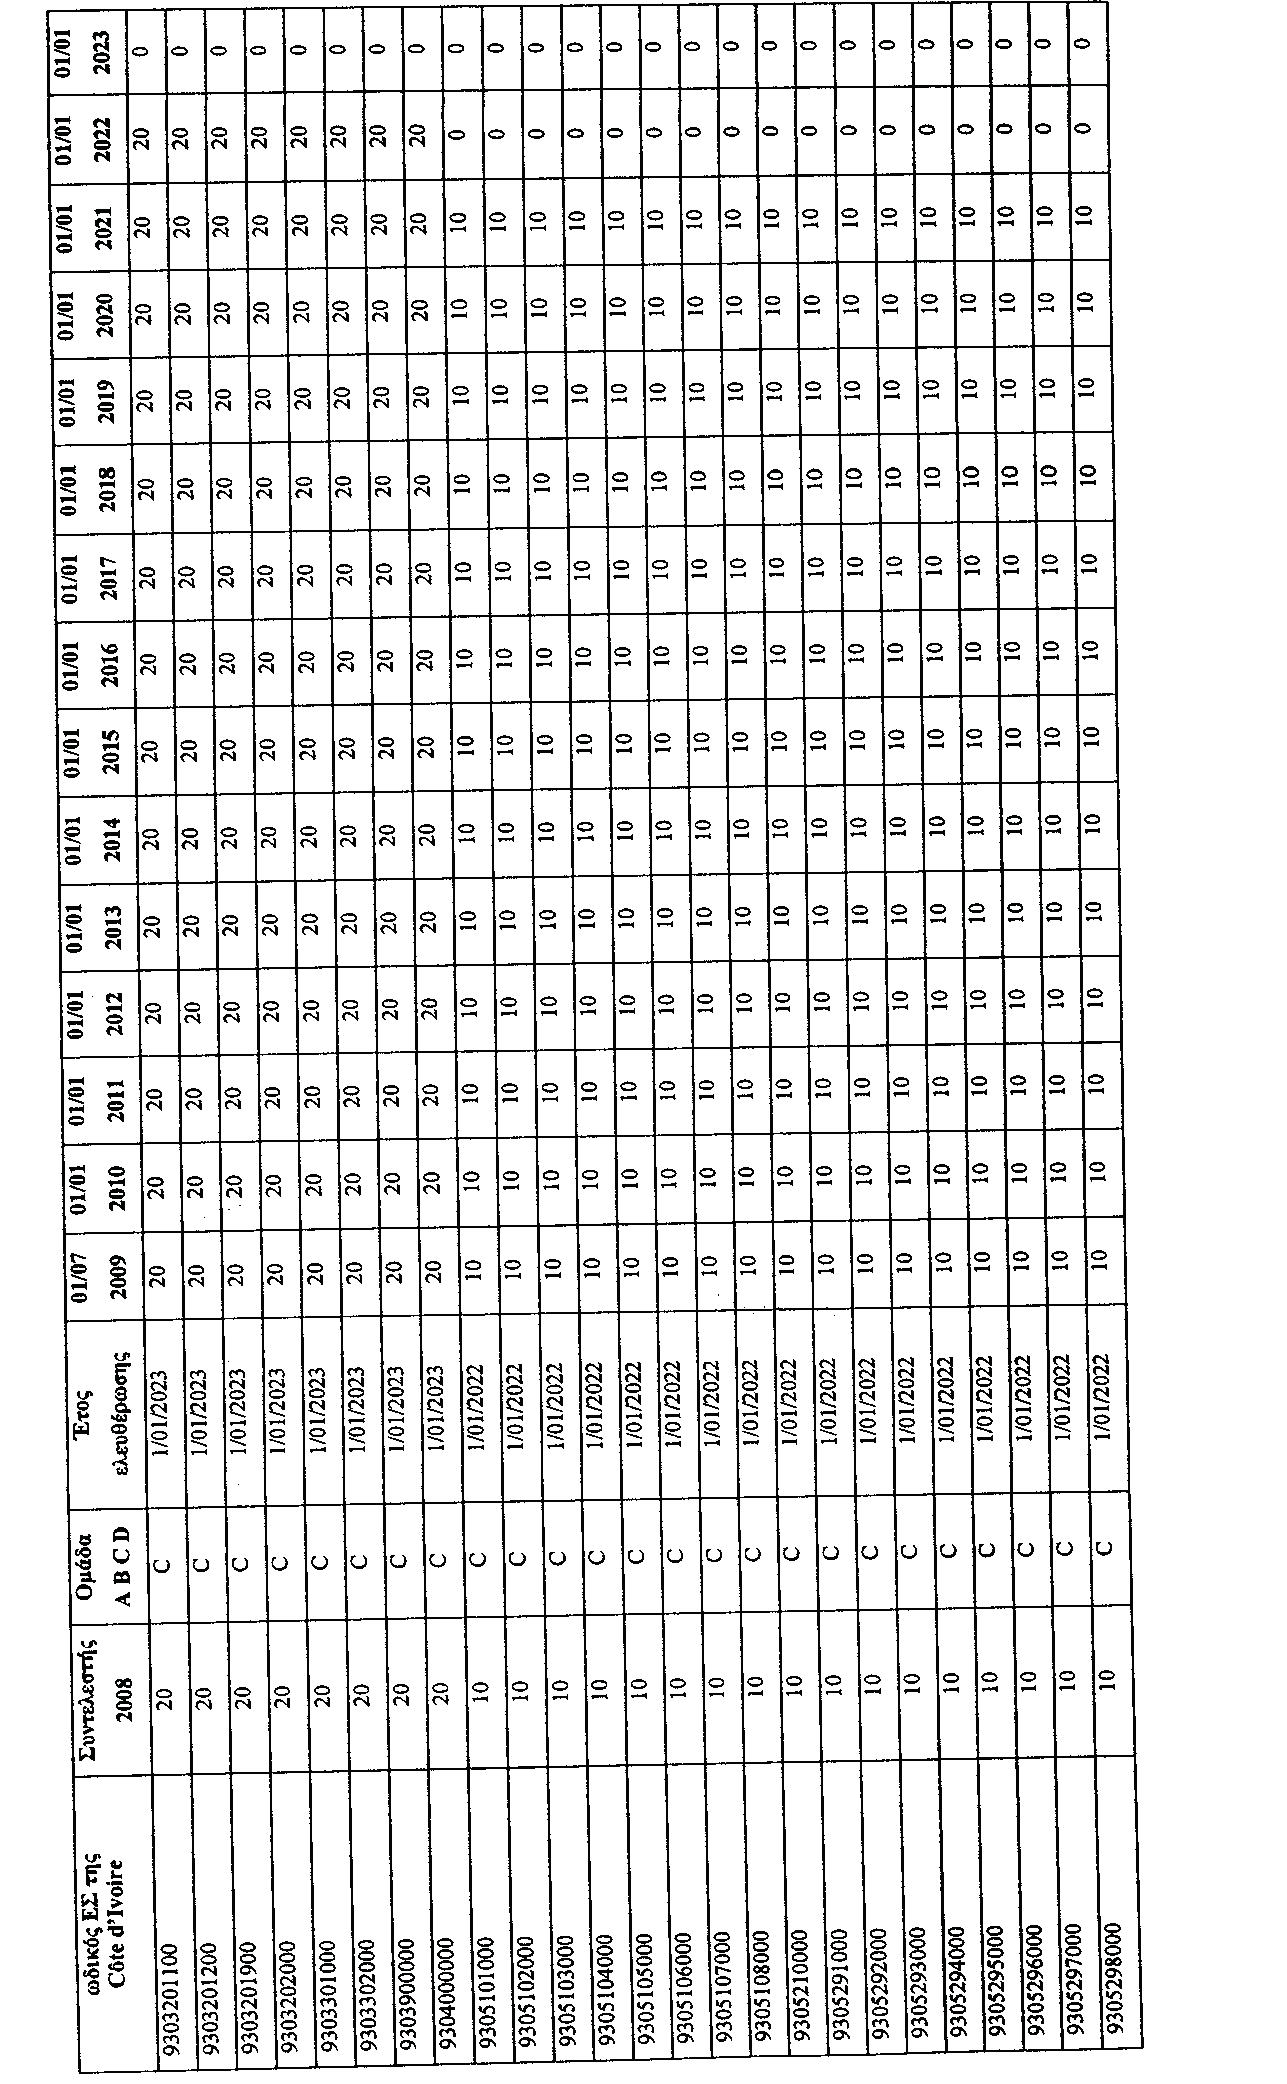 ωδικός ΕΣ της Côte d'Ivoire Συντελεστής 2008 Ομάδα A B C D Έτος ελευθέρωσης 01/07 2009 01/01 2010 01/01 2011 01/01 2012 01/01 2013 01/01 2014 01/01 2015 01/01 2016 01/01 2017 01/01 2018 01/01 2019 01/01 2020 01/01 2021 01/01 2022 01/01 2023
9303201100 20 C 1/01/2023 20 20 20 20 20 20 20 20 20 20 20 20 20 20 0
9303201200 20 C 1/01/2023 20 20 20 20 20 20 20 20 20 20 20 20 20 20 0
9303201900 20 C 1/01/2023 20 20 20 20 20 20 20 20 20 20 20 20 20 20 0
9303202000 20 C 1/01/2023 20 20 20 20 20 20 20 20 20 20 20 20 20 20 0
9303301000 20 C 1/01/2023 20 20 20 20 20 20 20 20 20 20 20 20 20 20 0
9303302000 20 C 1/01/2023 20 20 20 20 20 20 20 20 20 20 20 20 20 20 0
9303900000 20 C 1/01/2023 20 20 20 20 20 20 20 20 20 20 20 20 20 20 0
9304000000 20 C 1/01/2023 20 20 20 20 20 20 20 20 20 20 20 20 20 20 0
9305101000 10 C 1/01/2022 10 10 10 10 10 10 10 10 10 10 10 10 10 0 0
9305102000 10 C 1/01/2022 10 10 10 10 10 10 10 10 10 10 10 10 10 0 0
9305103000 10 C 1/01/2022 10 10 10 10 10 10 10 10 10 10 10 10 10 0 0
9305104000 10 C 1/01/2022 10 10 10 10 10 10 10 10 10 10 10 10 10 0 0
9305105000 10 C 1/01/2022 10 10 10 10 10 10 10 10 10 10 10 10 10 0 0
9305106000 10 C 1/01/2022 10 10 10 10 10 10 10 10 10 10 10 10 10 0 0
9305107000 10 C 1/01/2022 10 10 10 10 10 10 10 10 10 10 10 10 10 0 0
9305108000 10 C 1/01/2022 10 10 10 10 10 10 10 10 10 10 10 10 10 0 0
9305210000 10 C 1/01/2022 10 10 10 10 10 10 10 10 10 10 10 10 10 0 0
9305291000 10 C 1/01/2022 10 10 10 10 10 10 10 10 10 10 10 10 10 0 0
9305292000 10 C 1/01/2022 10 10 10 10 10 10 10 10 10 10 10 10 10 0 0
9305293000 10 C 1/01/2022 10 10 10 10 10 10 10 10 10 10 10 10 10 0 0
9305294000 10 C 1/01/2022 10 10 10 10 10 10 10 10 10 10 10 10 10 0 0
9305295000 10 C 1/01/2022 10 10 10 10 10 10 10 10 10 10 10 10 10 0 0
9305296000 10 C 1/01/2022 10 10 10 10 10 10 10 10 10 10 10 10 10 0 0
9305297000 10 C 1/01/2022 10 10 10 10 10 10 10 10 10 10 10 10 10 0 0
9305298000 10 C 1/01/2022 10 10 10 10 10 10 10 10 10 10 10 10 10 0 0